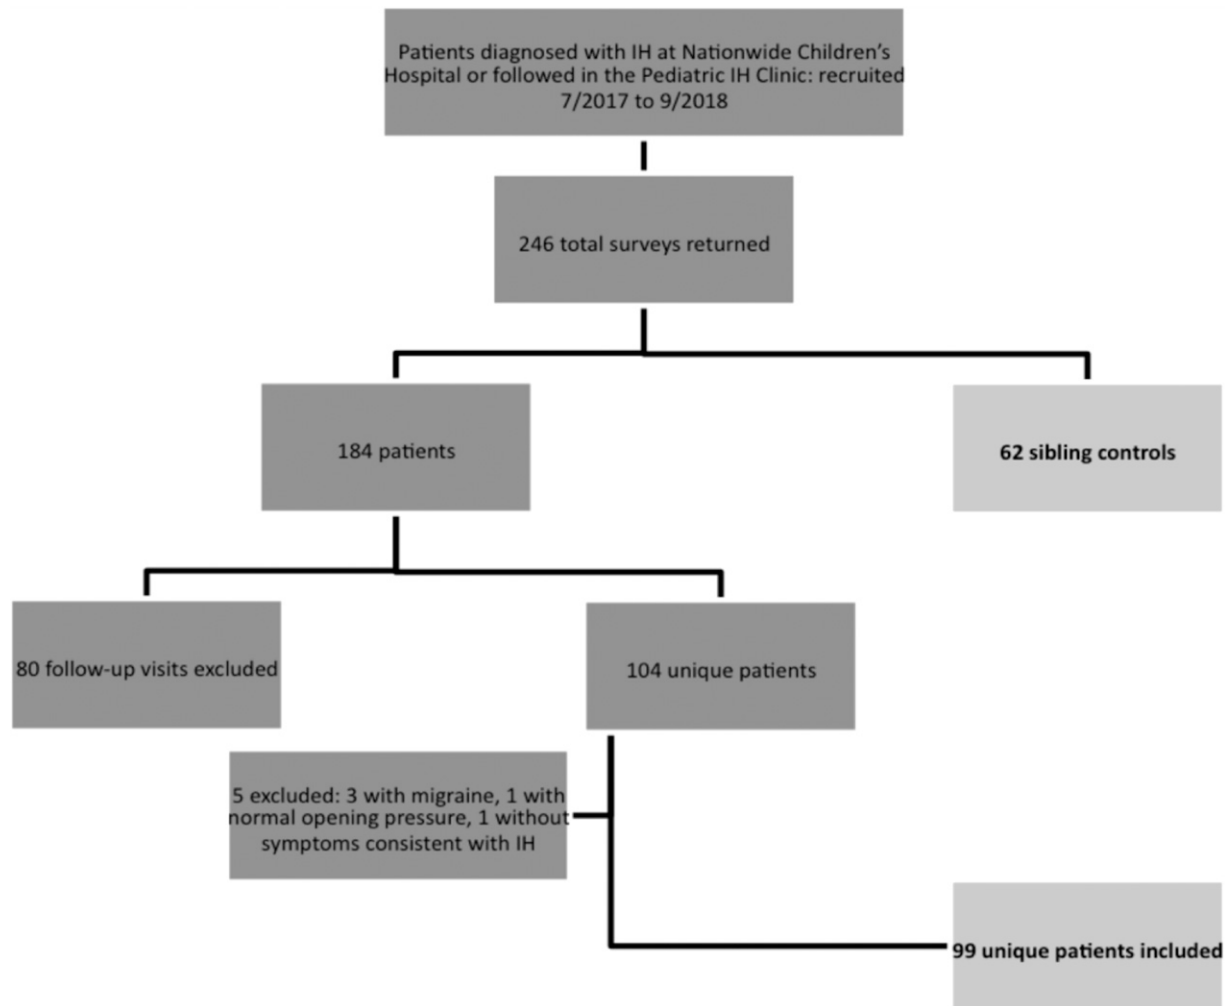 Patients diagnosed with IH at Nationwide Children’s
Hospital or followed in the Pediatric IH Clinic: recruited
7/2017 to 9/2018
246 total surveys returned
184 patients
62 sibling controls
80 follow-up visits excluded
104 unique patients
5 excluded: 3 with migraine, 1 with
normal opening pressure, 1 without
symptoms consistent with IH
99 unique patients included